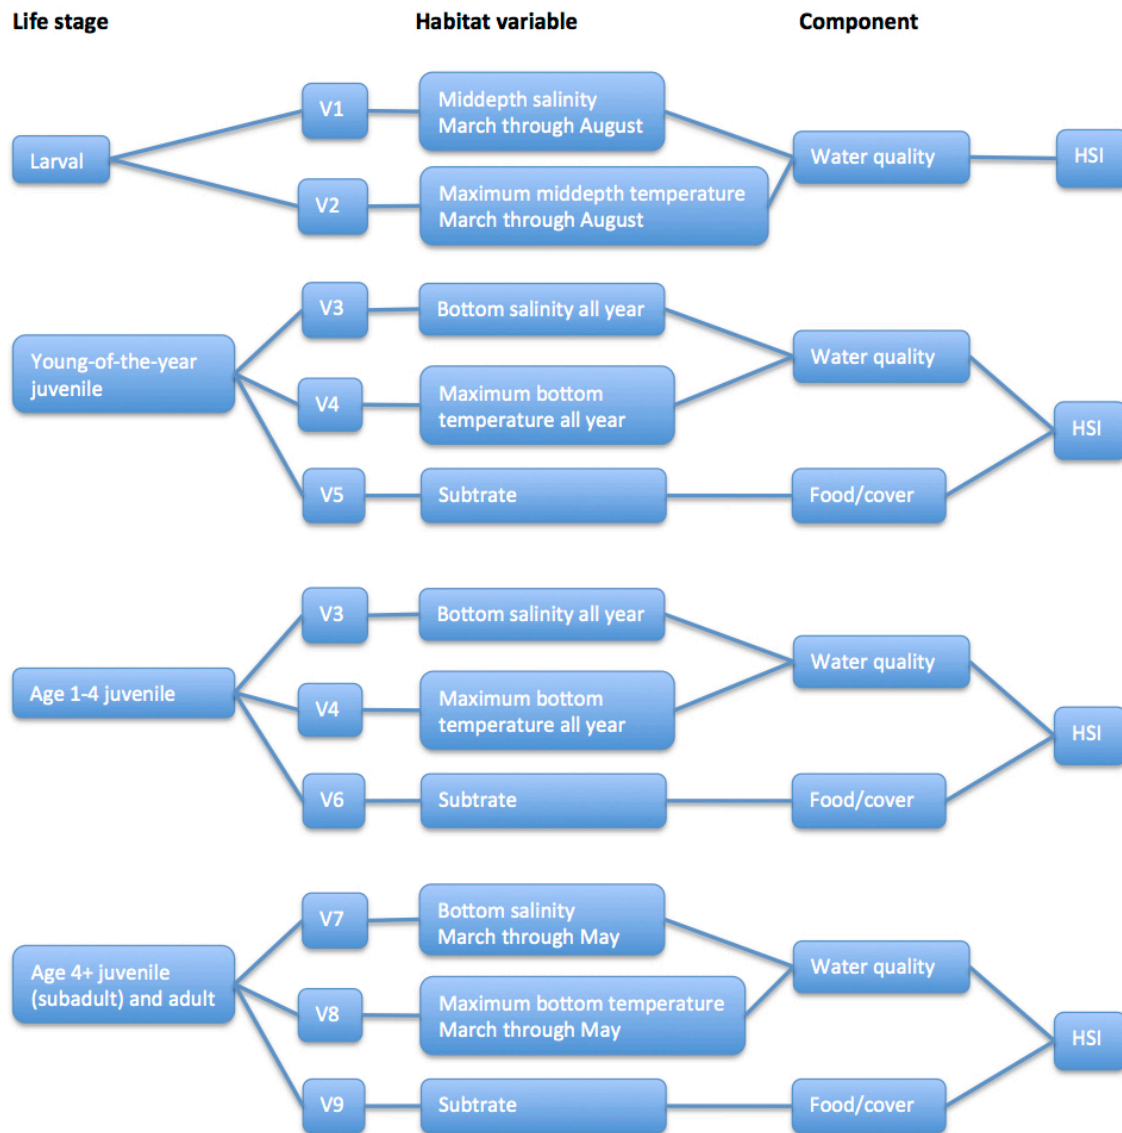 Life stage
Habitat variable
Component
Larval
V1
Middepth salinity
March through August
V2
Maximum middepth temperature
March through August
Water quality
HSI
Young-of-the-year
juvenile
V3
Bottom salinity all year
V4
Maximum bottom
temperature all year
Water quality
V5
Subtrate
Food/cover
HSI
Age 1-4 juvenile
V3
Bottom salinity all year
V4
Maximum bottom
temperature all year
Water quality
V6
Subtrate
Food/cover
HSI
Age 4+ juvenile
(subadult) and adult
V7
Bottom salinity
March through May
V8
Maximum bottom temperature
March through May
Water quality
V9
Subtrate
Food/cover
HSI